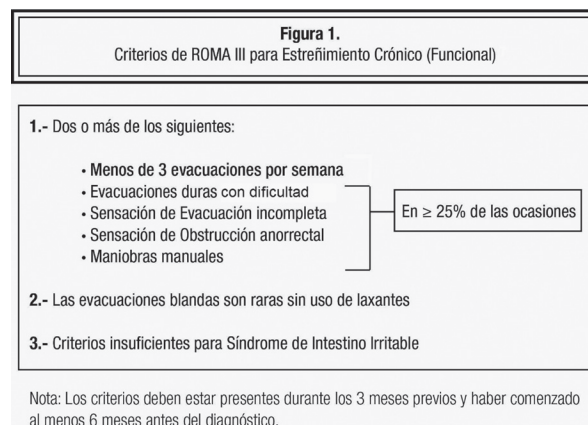 Figura 1.
Criterios de ROMA III para Estreñimiento Crónico (Funcional)
1.- Dos o más de los siguientes:
• Menos de 3 evacuaciones por semana
• Evacuaciones duras con dificultad
• Sensación de Evacuación incompleta
• Sensación de Obstrucción anorrectal
• Maniobras manuales
En ≥ 25% de las ocasiones
2.- Las evacuaciones blandas son raras sin uso de laxantes
3.- Criterios insuficientes para Síndrome de Intestino Irritable
Nota: Los criterios deben estar presentes durante los 3 meses previos y haber comenzado
al menos 6 meses antes del diagnóstico.